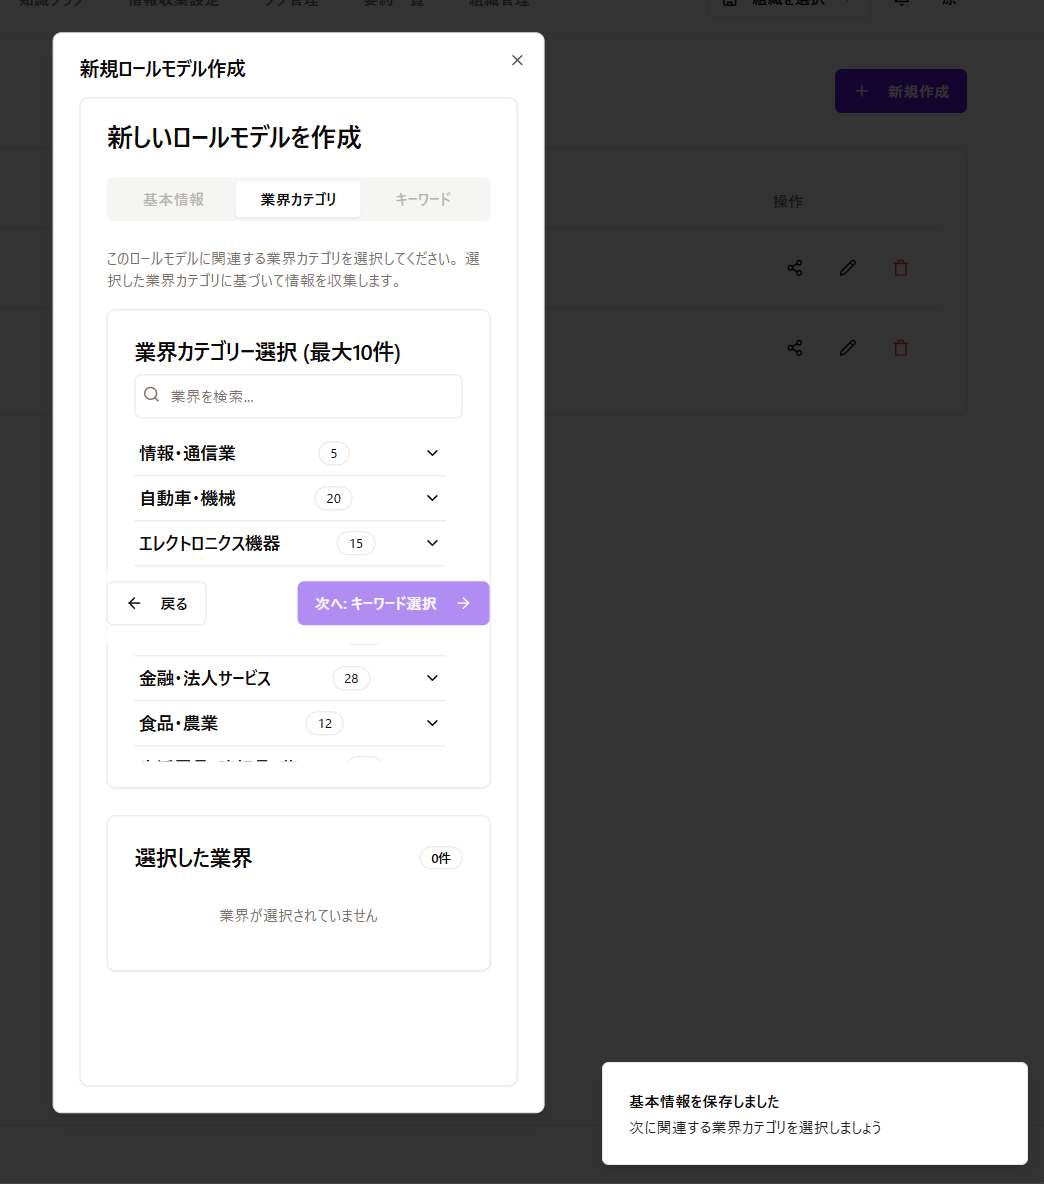 情報収集設定
組織を選択
新規作成
操作
新規ロールモデル作成
新しいロールモデルを作成
基本情報
業界カテゴリ
キーワード
このロールモデルに関連する業界カテゴリを選択してください。 選
択した業界カテゴリに基づいて情報を収集します。
業界カテゴリー選択 (最大10件)
業界を検索...
情報・通信業 5
自動車・機械 20
エレクトロニクス機器 15
戻る
次へ: キーワード選択
金融・法人サービス 28
食品・農業 12
選択した業界 0件
業界が選択されていません
基本情報を保存しました
次に関連する業界カテゴリを選択しましょう